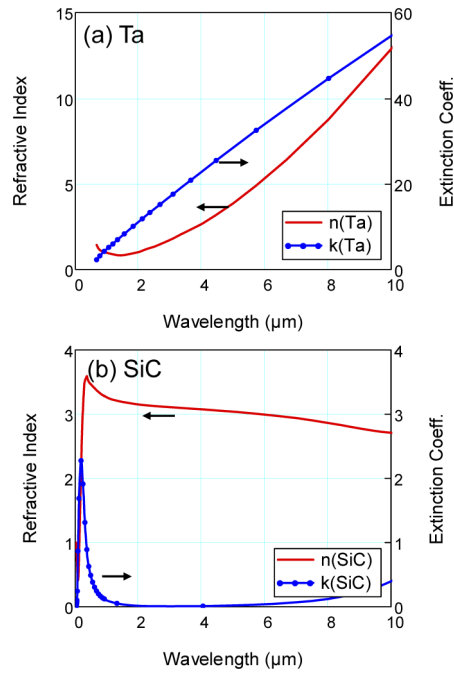 (a) Ta
15
10
5
0
60
40
20
0
Refractive Index
Extinction Coeff.
n(Ta)
k(Ta)
0
2
4
6
8
10
Wavelength (µm)
(b) SiC
4
3
2
1
0
4
3
2
1
0
Refractive Index
Extinction Coeff.
n(SiC)
k(SiC)
0
2
4
6
8
10
Wavelength (µm)